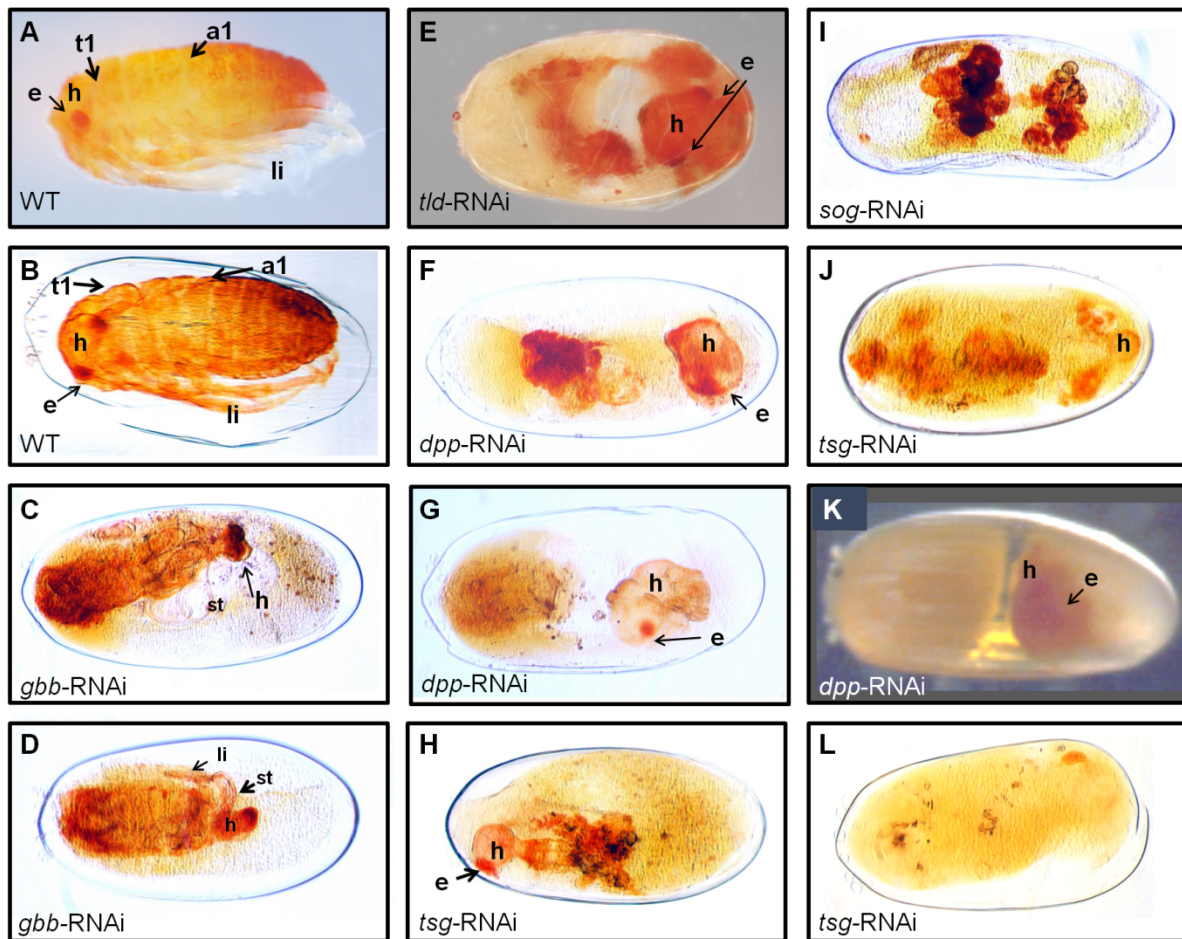 A
t1
a1
e
h
li
WT
B
t1
a1
h
e
li
WT
C
st
h
gbb-RNAi
D
li
st
h
gbb-RNAi
E
e
h
tld-RNAi
F
h
e
dpp-RNAi
G
h
e
dpp-RNAi
H
h
e
tsg-RNAi
I
sog-RNAi
J
h
tsg-RNAi
K
h
e
dpp-RNAi
L
tsg-RNAi